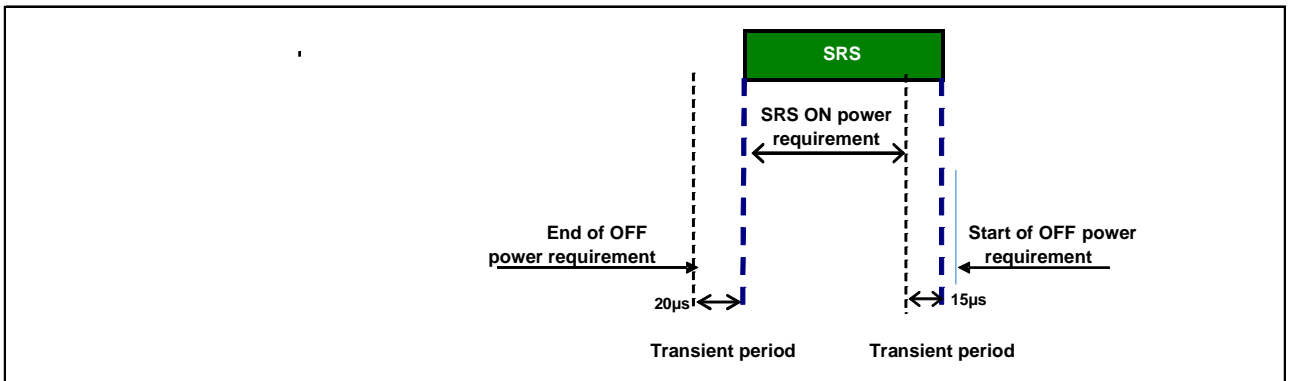 SRS
SRS ON power
requirement
End of OFF
power requirement
Start of OFF power
requirement
20µs
15µs
Transient period
Transient period